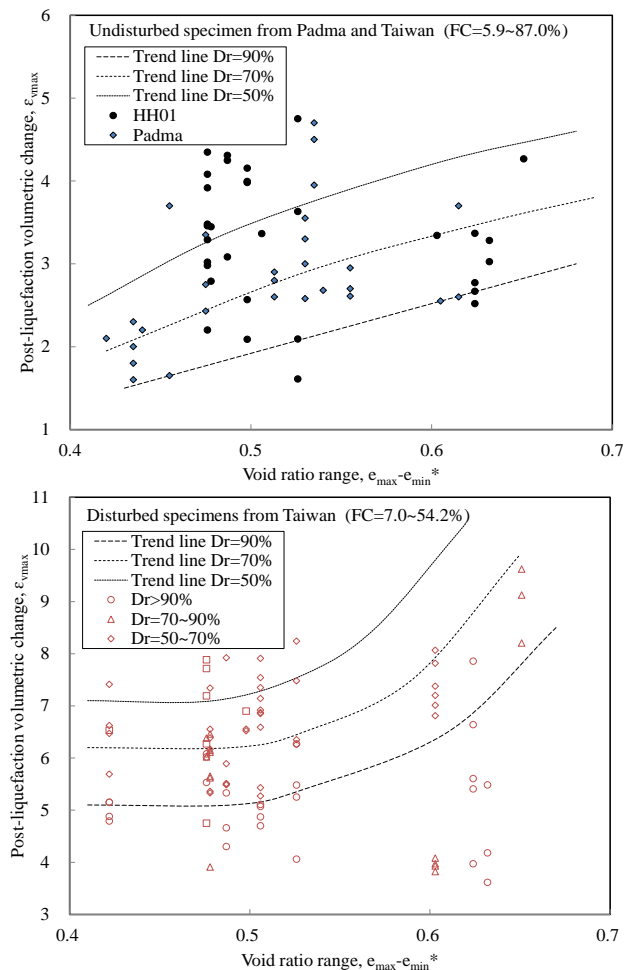 Undisturbed specimen from Padma and Taiwan (FC=5.9~87.0%)
Trend line Dr=90%
Trend line Dr=70%
Trend line Dr=50%
HH01
Padma
6
5
4
3
2
1
Post-liquefaction volumetric change, εvmax
0.4
0.5
0.6
0.7
Void ratio range, emax-emin*
Disturbed specimens from Taiwan (FC=7.0~54.2%)
Trend line Dr=90%
Trend line Dr=70%
Trend line Dr=50%
Dr>90%
Dr=70~90%
Dr=50~70%
11
10
9
8
7
6
5
4
3
Post-liquefaction volumetric change, εvmax
0.4
0.5
0.6
0.7
Void ratio range, emax-emin*